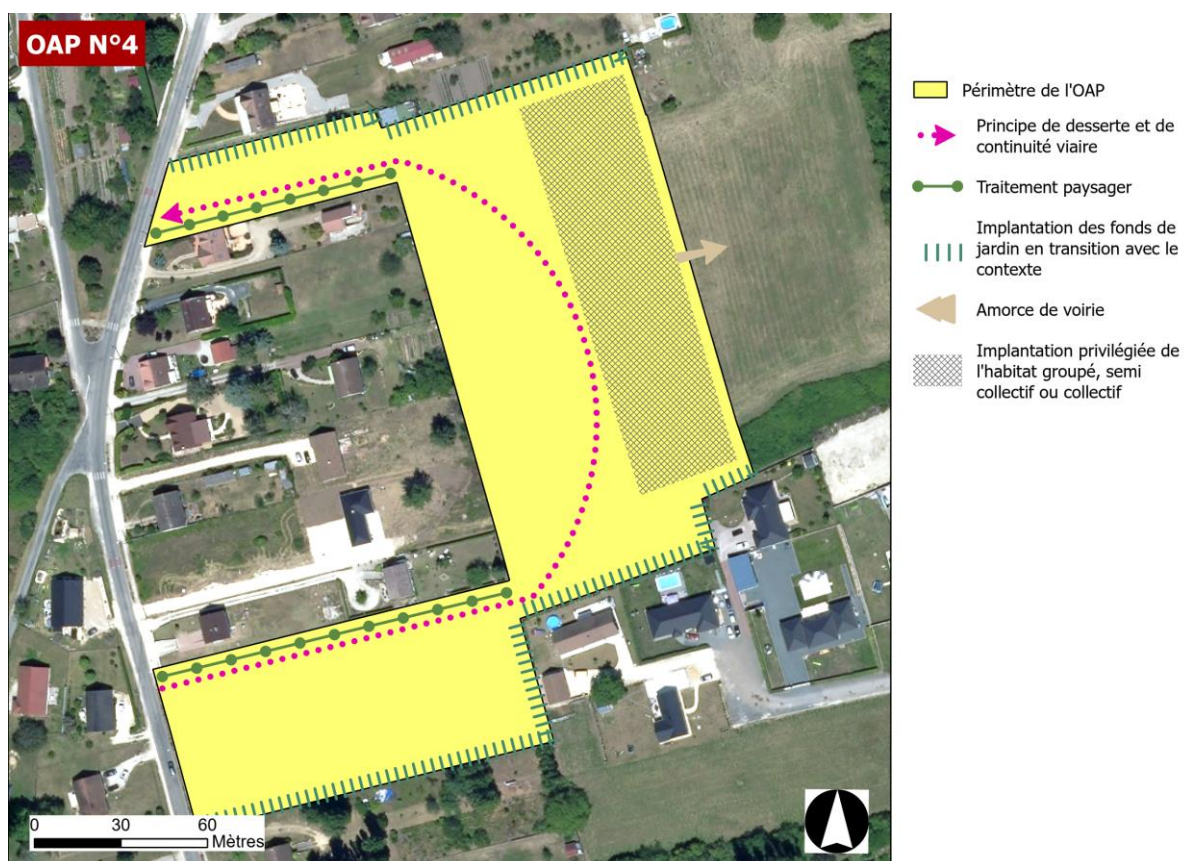 OAP N°4
Périmètre de l'OAP
Principe de desserte et de
continuité viaire
Traitement paysager
Implantation des fonds de
jardin en transition avec le
contexte
Amorce de voirie
Implantation privilégiée de
l'habitat groupé, semi
collectif ou collectif
0 30 60
Mètres